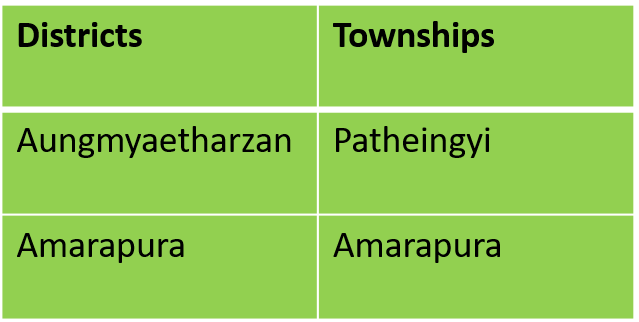 Districts Townships
Aungmyaetharzan Patheingyi
Amarapura Amarapura